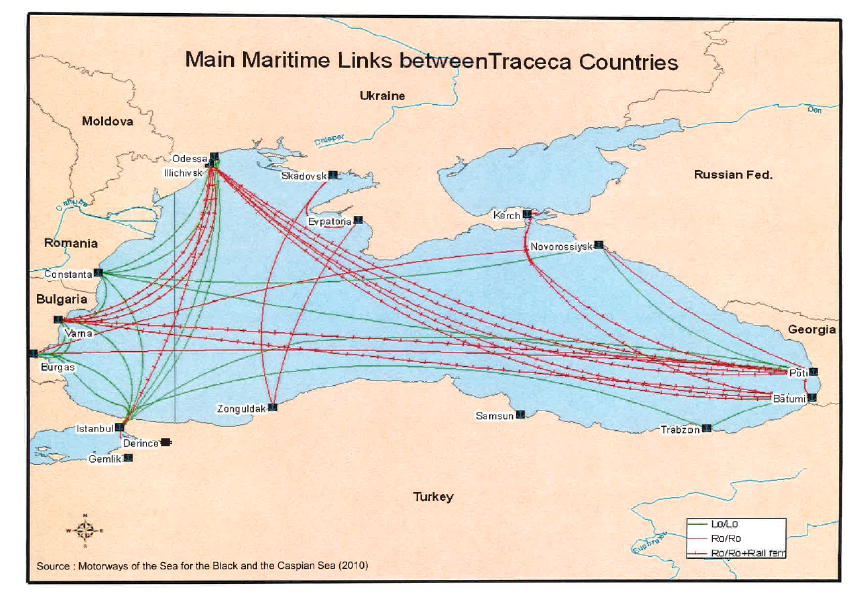 Main Maritime Links betweenTraceca Countries
Ukraine
Moldova
Dnieper
Don
Odessa
Illichivsk
Skadovsk
Russian Fed.
Danube
Evpatoria
Kerch
Romania
Novorossiysk
Constanta
Bulgaria
Varna
Georgia
Burgas
Poti
Batumi
Zonguldak
Samsun
Istanbul
Trabzon
Derince
Gemlik
Turkey
N
W
E
S
Lo/Lo
Ro/Ro
Ro/Ro+Rail ferr
Euphrates
Source : Motorways of the Sea for the Black and the Caspian Sea (2010)